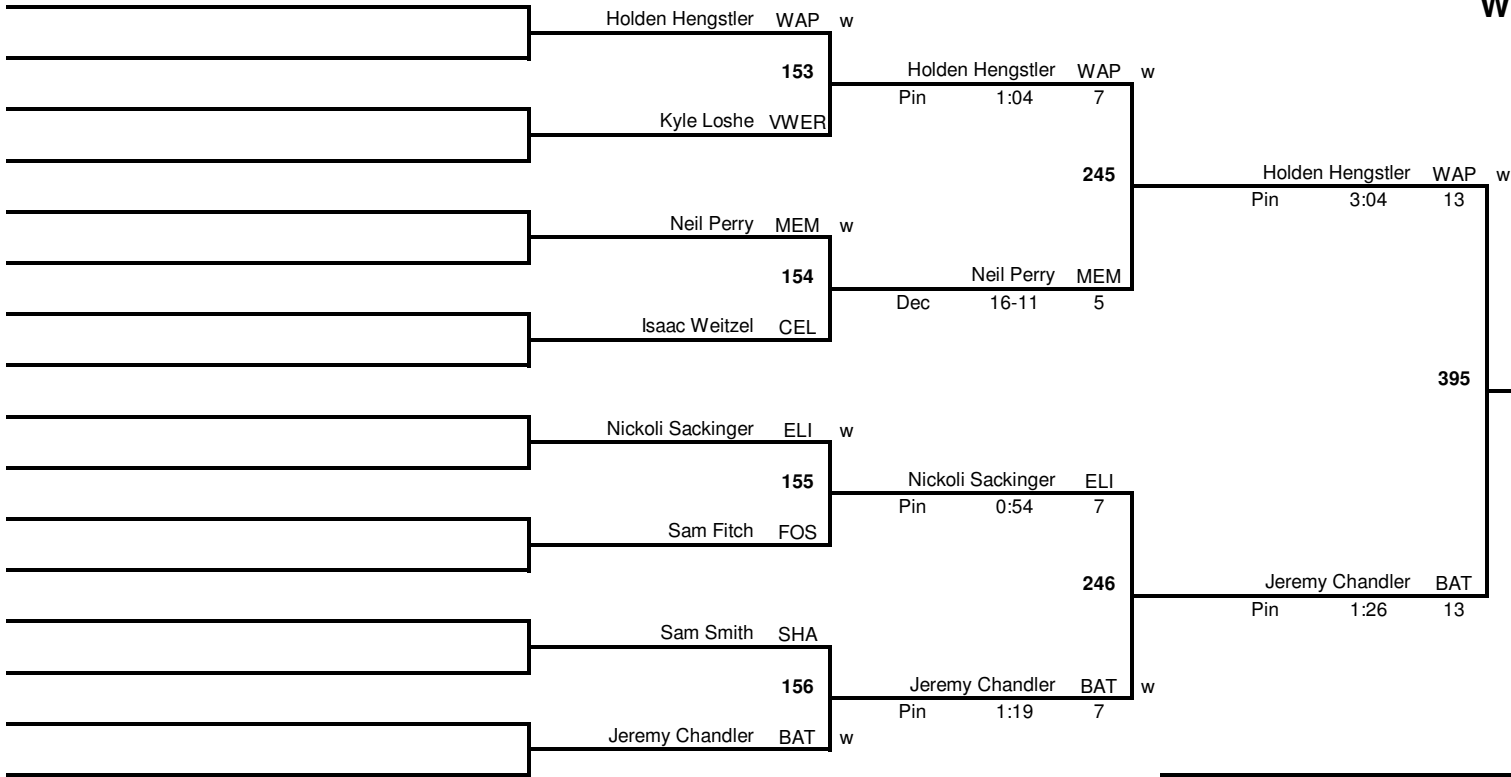 W
Holden Hengstler WAP w
153
Kyle Loshe VWER
Holden Hengstler WAP w
Pin 1:04 7
245
Neil Perry MEM w
154
Isaac Weitzel CEL
Neil Perry MEM
Dec 16-11 5
Holden Hengstler WAP w
Pin 3:04 13
395
Nickoli Sackinger ELI w
155
Sam Fitch FOS
Nickoli Sackinger ELI
Pin 0:54 7
246
Sam Smith SHA
156
Jeremy Chandler BAT w
Jeremy Chandler BAT w
Pin 1:19 7
Jeremy Chandler BAT
Pin 1:26 13